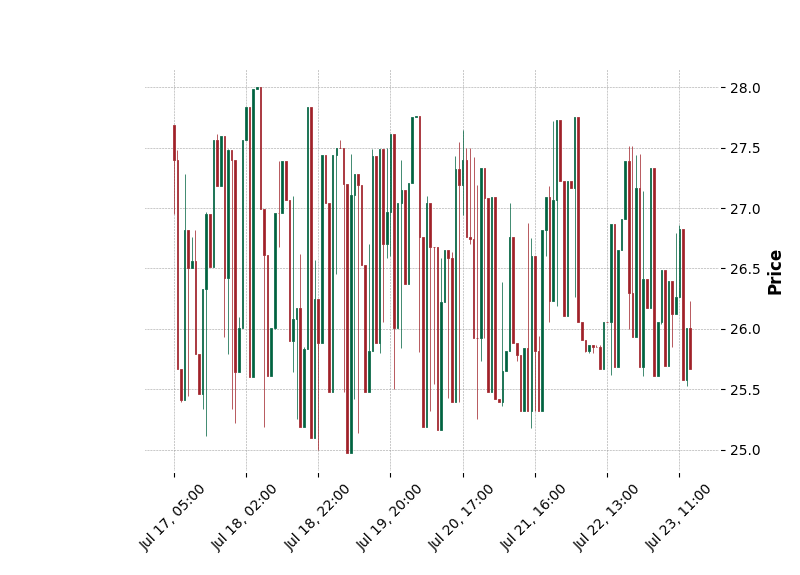 28.0
27.5
27.0
26.5
26.0
25.5
25.0
Price
Jul 17, 05:00
Jul 18, 02:00
Jul 18, 22:00
Jul 19, 20:00
Jul 20, 17:00
Jul 21, 16:00
Jul 22, 13:00
Jul 23, 11:00